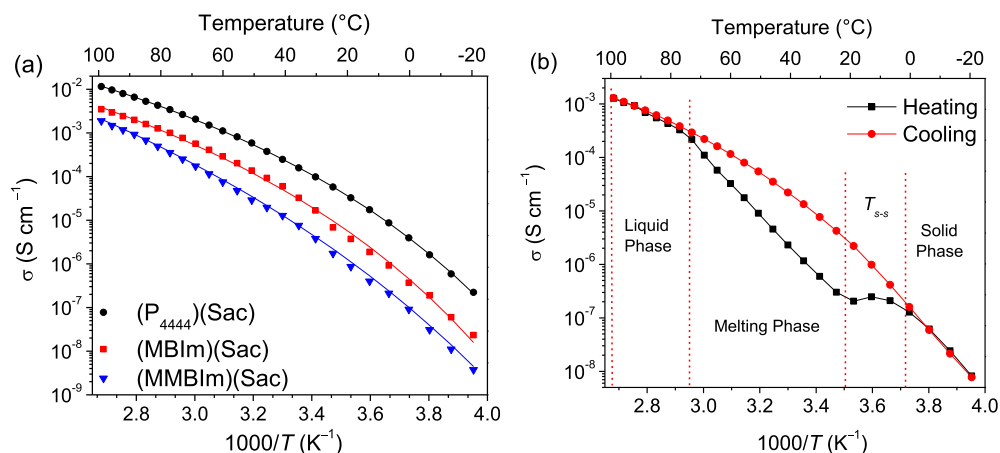 (a)
Temperature (°C)
100 80 60 40 20 0 -20
10⁻²
10⁻³
10⁻⁴
10⁻⁵
10⁻⁶
10⁻⁷
10⁻⁸
10⁻⁹
σ (S cm⁻¹)
(P₄₄₄₄)(Sac)
(MBIm)(Sac)
(MMBIm)(Sac)
2.8 3.0 3.2 3.4 3.6 3.8 4.0
1000/T (K⁻¹)
(b)
Temperature (°C)
100 80 60 40 20 0 -20
10⁻³
10⁻⁴
10⁻⁵
10⁻⁶
10⁻⁷
10⁻⁸
σ (S cm⁻¹)
Heating
Cooling
Tₛ₋ₛ
Liquid
Phase
Solid
Phase
Melting Phase
2.8 3.0 3.2 3.4 3.6 3.8 4.0
1000/T (K⁻¹)